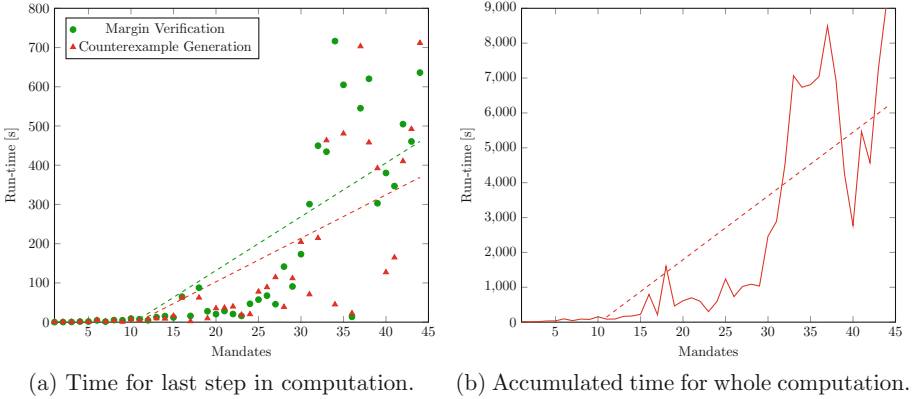 800
700
600
500
400
300
200
100
0
Run-time [s]
Margin Verification
Counterexample Generation
5 10 15 20 25 30 35 40 45
Mandates
(a) Time for last step in computation.
9,000
8,000
7,000
6,000
5,000
4,000
3,000
2,000
1,000
0
Run-time [s]
5 10 15 20 25 30 35 40 45
Mandates
(b) Accumulated time for whole computation.